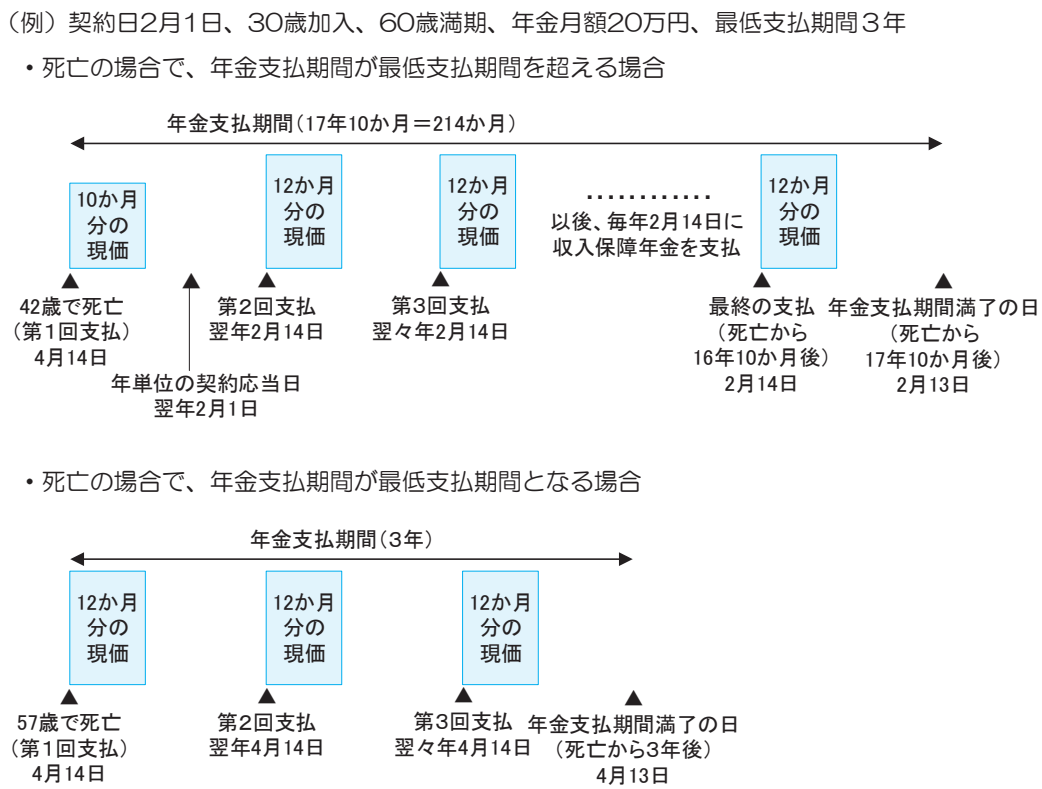 （例）契約日2月1日、30歳加入、60歳満期、年金月額20万円、最低支払期間3年
・死亡の場合で、年金支払期間が最低支払期間を超える場合
年金支払期間（17年10か月＝214か月）
10か月
分の
現価
12か月
分の
現価
12か月
分の
現価
…………
以後、毎年2月14日に
収入保障年金を支払
12か月
分の
現価
42歳で死亡
（第1回支払）
4月14日
年単位の契約応当日
翌年2月1日
第2回支払
翌年2月14日
第3回支払
翌々年2月14日
最終の支払
（死亡から
16年10か月後）
2月14日
年金支払期間満了の日
（死亡から
17年10か月後）
2月13日
・死亡の場合で、年金支払期間が最低支払期間となる場合
年金支払期間（3年）
12か月
分の
現価
12か月
分の
現価
12か月
分の
現価
57歳で死亡
（第1回支払）
4月14日
第2回支払
翌年4月14日
第3回支払
翌々年4月14日
年金支払期間満了の日
（死亡から3年後）
4月13日